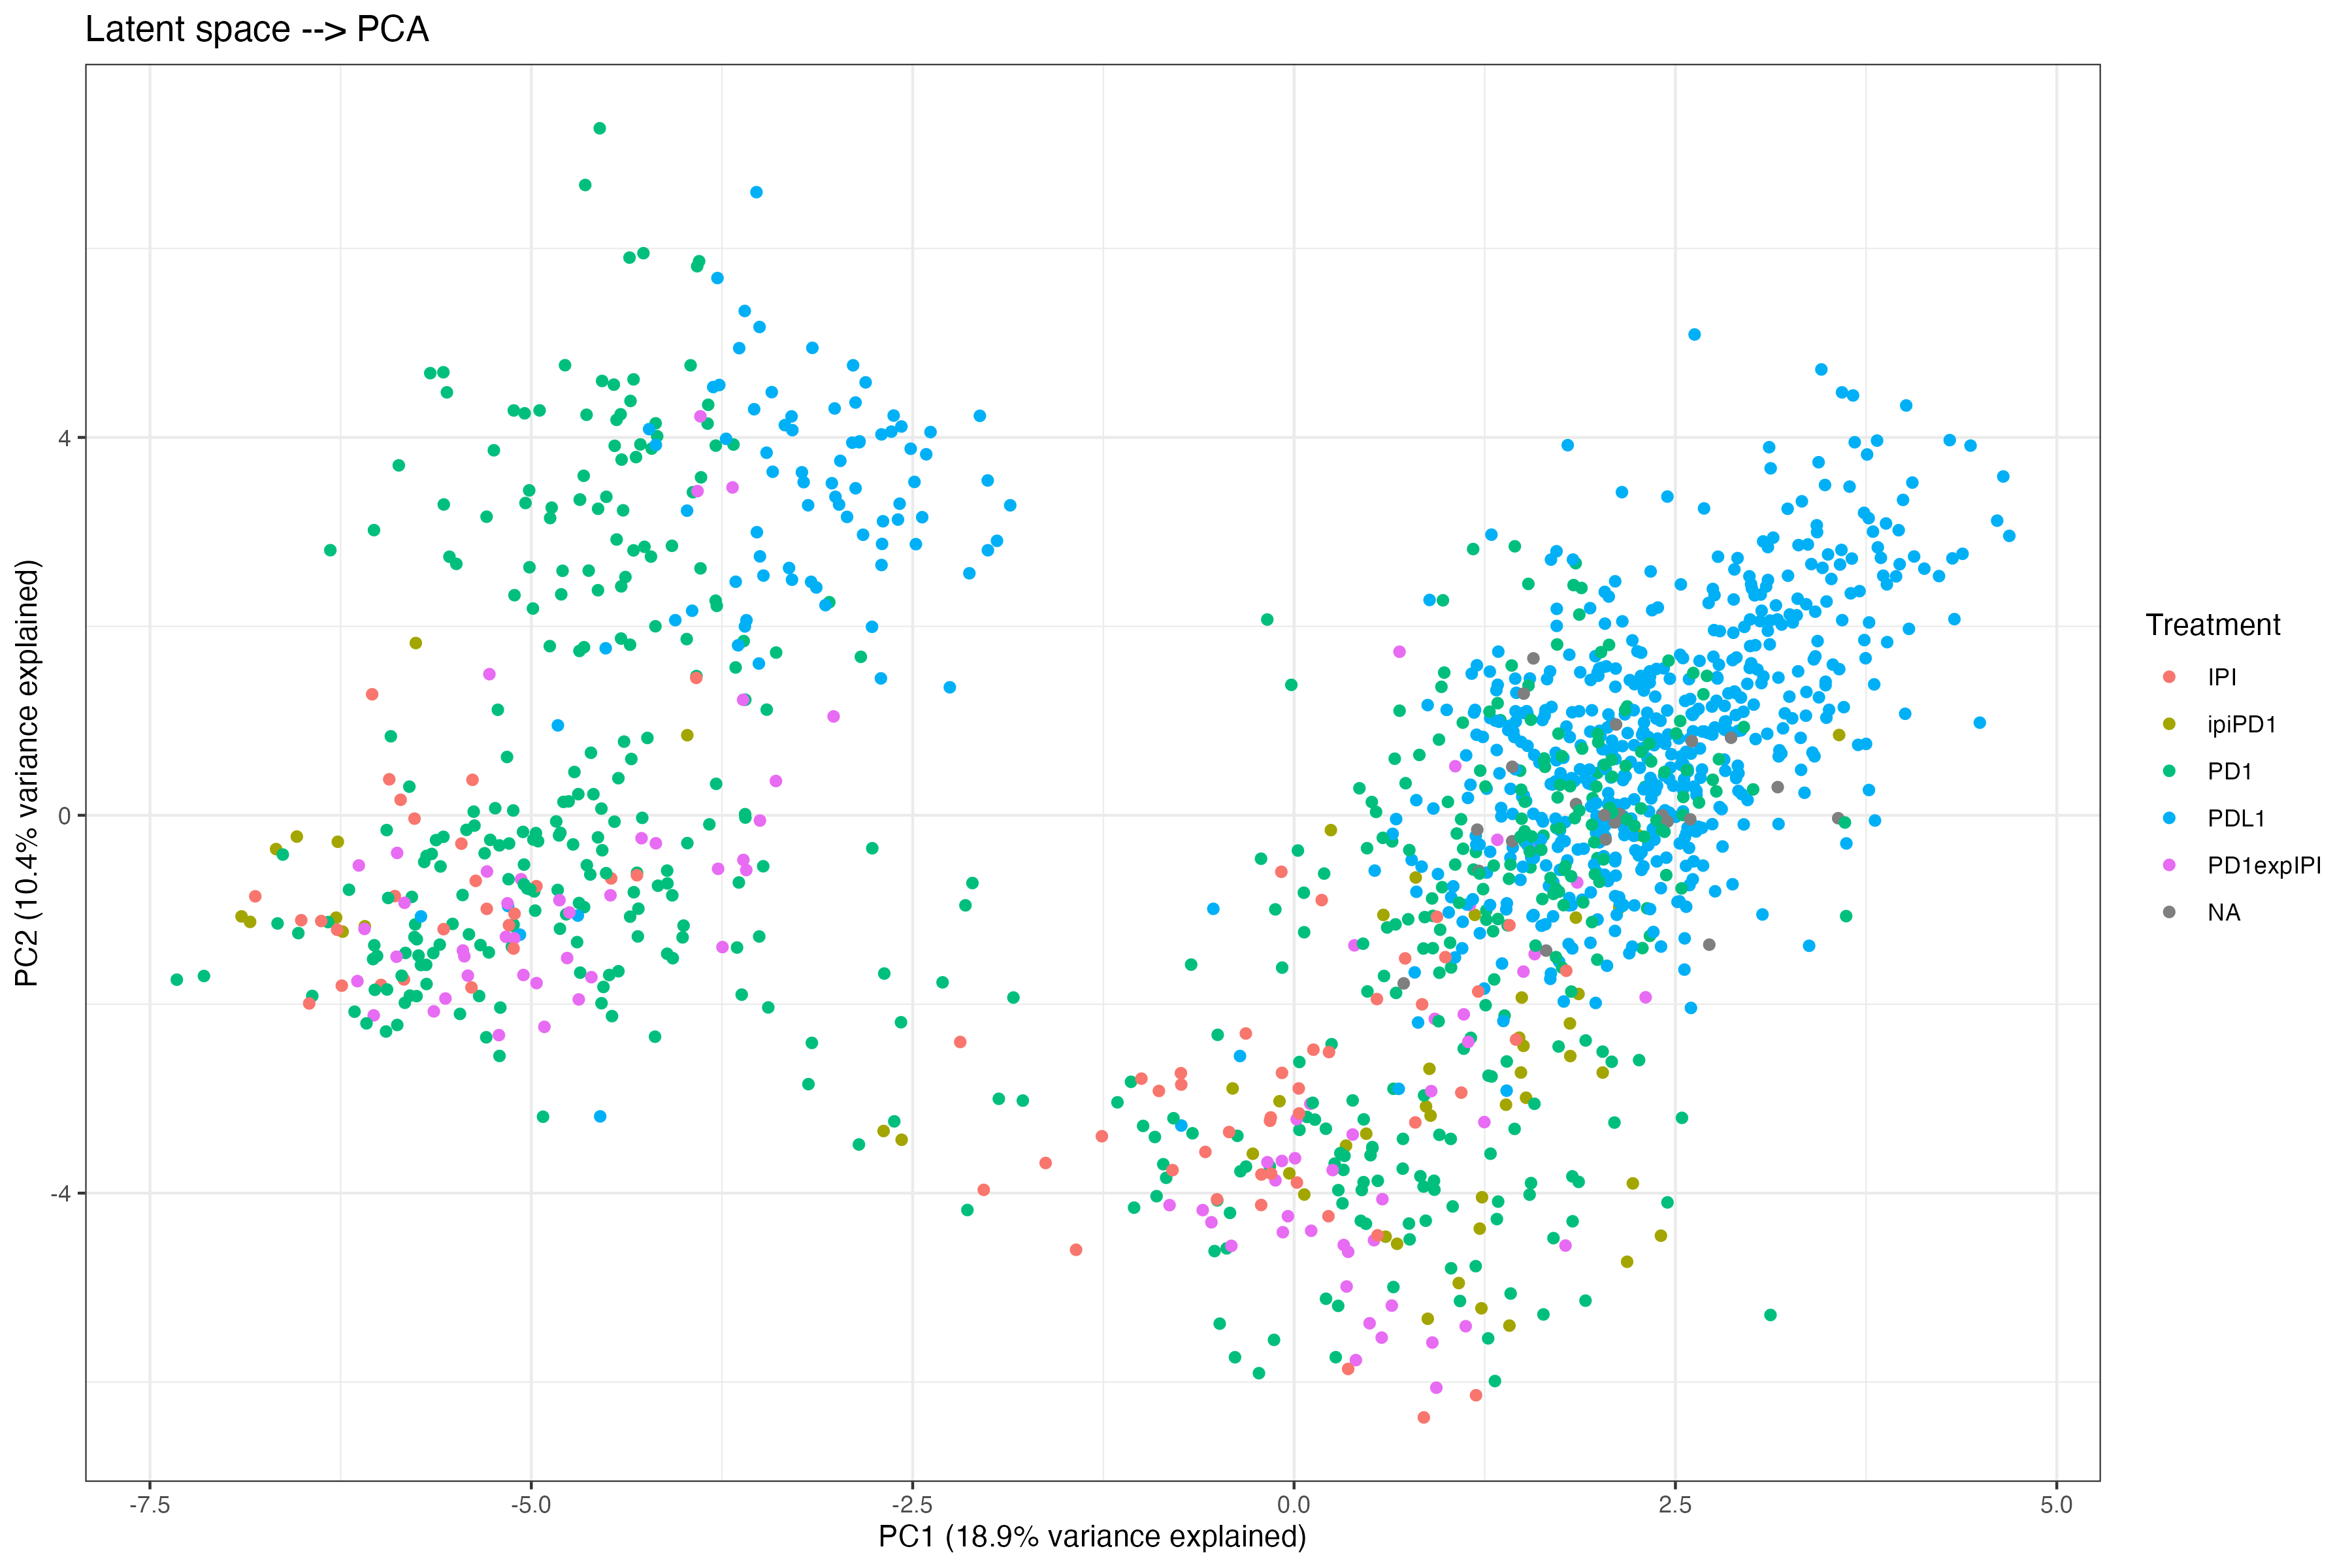 Latent space --> PCA
PC2 (10.4% variance explained)
4
0
-4
-7.5
-5.0
-2.5
0.0
2.5
5.0
PC1 (18.9% variance explained)
Treatment
IPI
ipiPD1
PD1
PDL1
PD1expIPI
NA